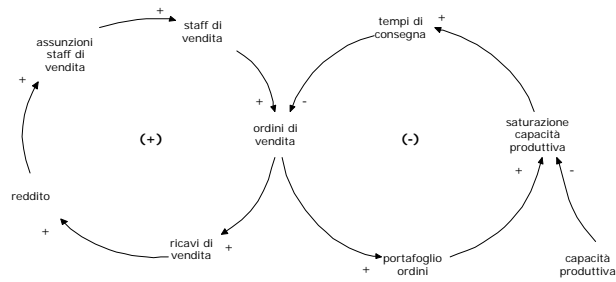 +
staff di
vendita
tempi di
consegna
+
assunzioni
staff di
vendita
+
+
-
saturazione
capacità
produttiva
(+)
ordini di
vendita
(-)
+
-
reddito
+
ricavi di
vendita
+
+
portafoglio
ordini
capacità
produttiva